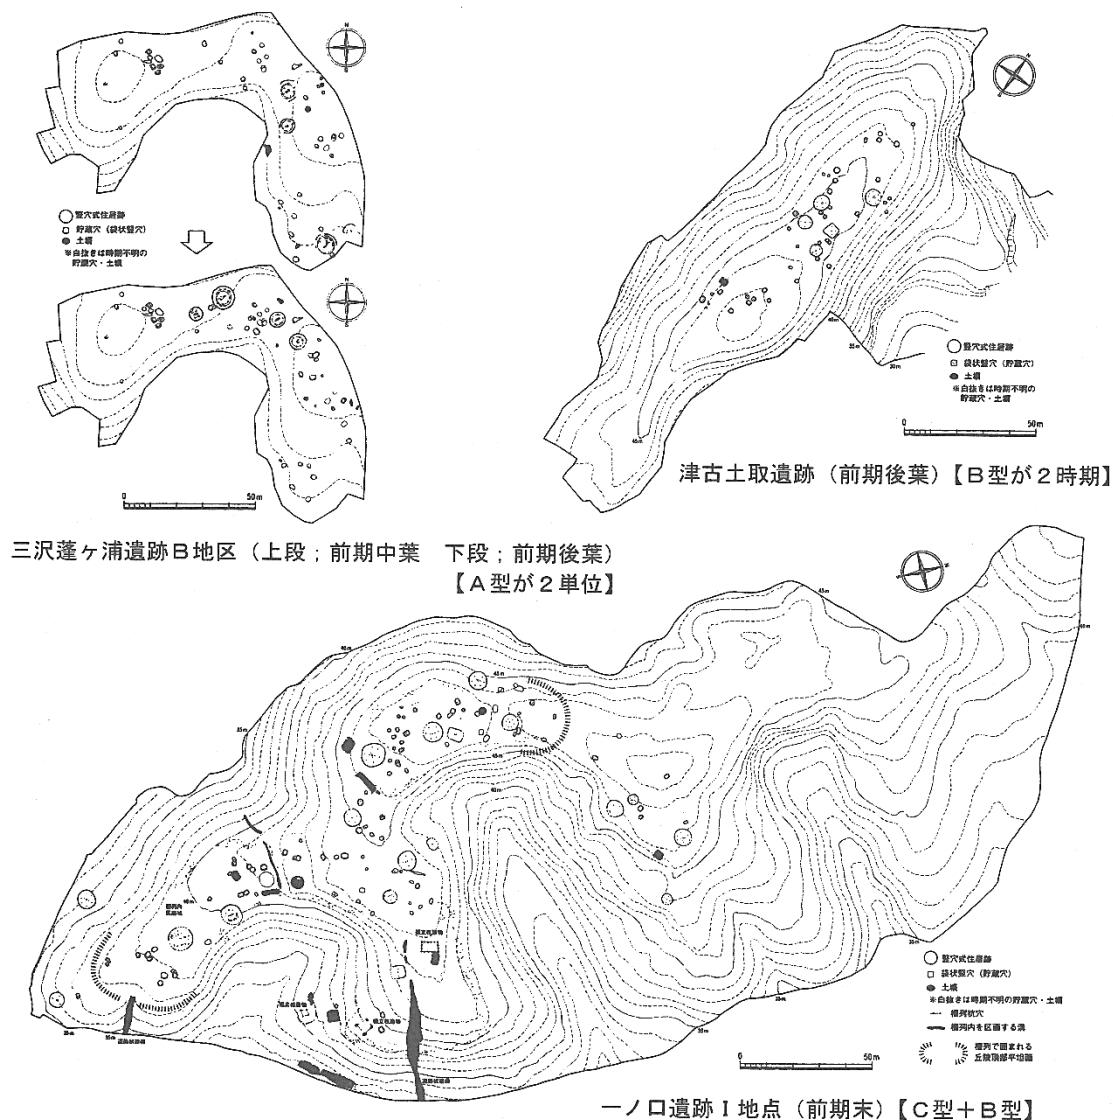 N
竪穴式住居跡
貯蔵穴（袋状竪穴）
土壙
※白抜きは時期不明の
貯蔵穴・土壙
N
0 50m
三沢蓬ヶ浦遺跡B地区（上段；前期中葉　下段；前期後葉）
【A型が2単位】
N
40m
35m
30m
45m
竪穴式住居跡
袋状竪穴（貯蔵穴）
土壙
※白抜きは時期不明の
貯蔵穴・土壙
0 50m
津古土取遺跡（前期後葉）【B型が2時期】
竪穴式住居跡
袋状竪穴（貯蔵穴）
土壙
※白抜きは時期不明の貯蔵穴・土壙
柵列杭穴
柵列内を区画する溝
柵列で囲まれる
丘陵頂部平坦面
0 50m
一ノ口遺跡I地点（前期末）【C型＋B型】